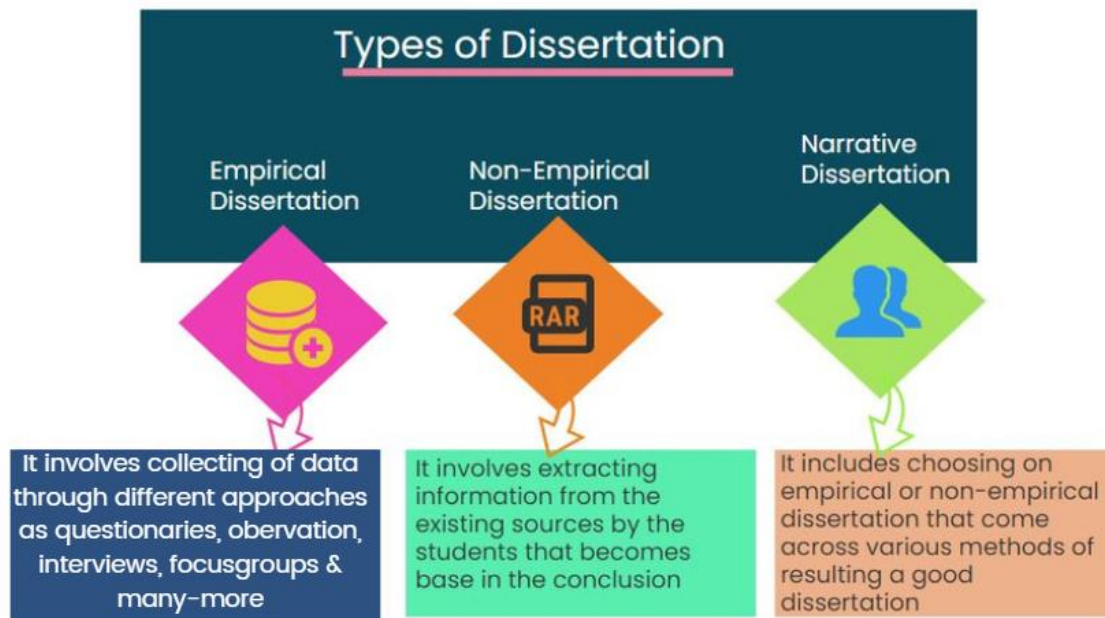 Types of Dissertation
Empirical
Dissertation
Non-Empirical
Dissertation
Narrative
Dissertation
RAR
It involves collecting of data
through different approaches
as questionaries, obervation,
interviews, focusgroups &
many-more
It involves extracting
information from the
existing sources by the
students that becomes
base in the conclusion
It includes choosing on
empirical or non-empirical
dissertation that come
across various methods of
resulting a good
dissertation